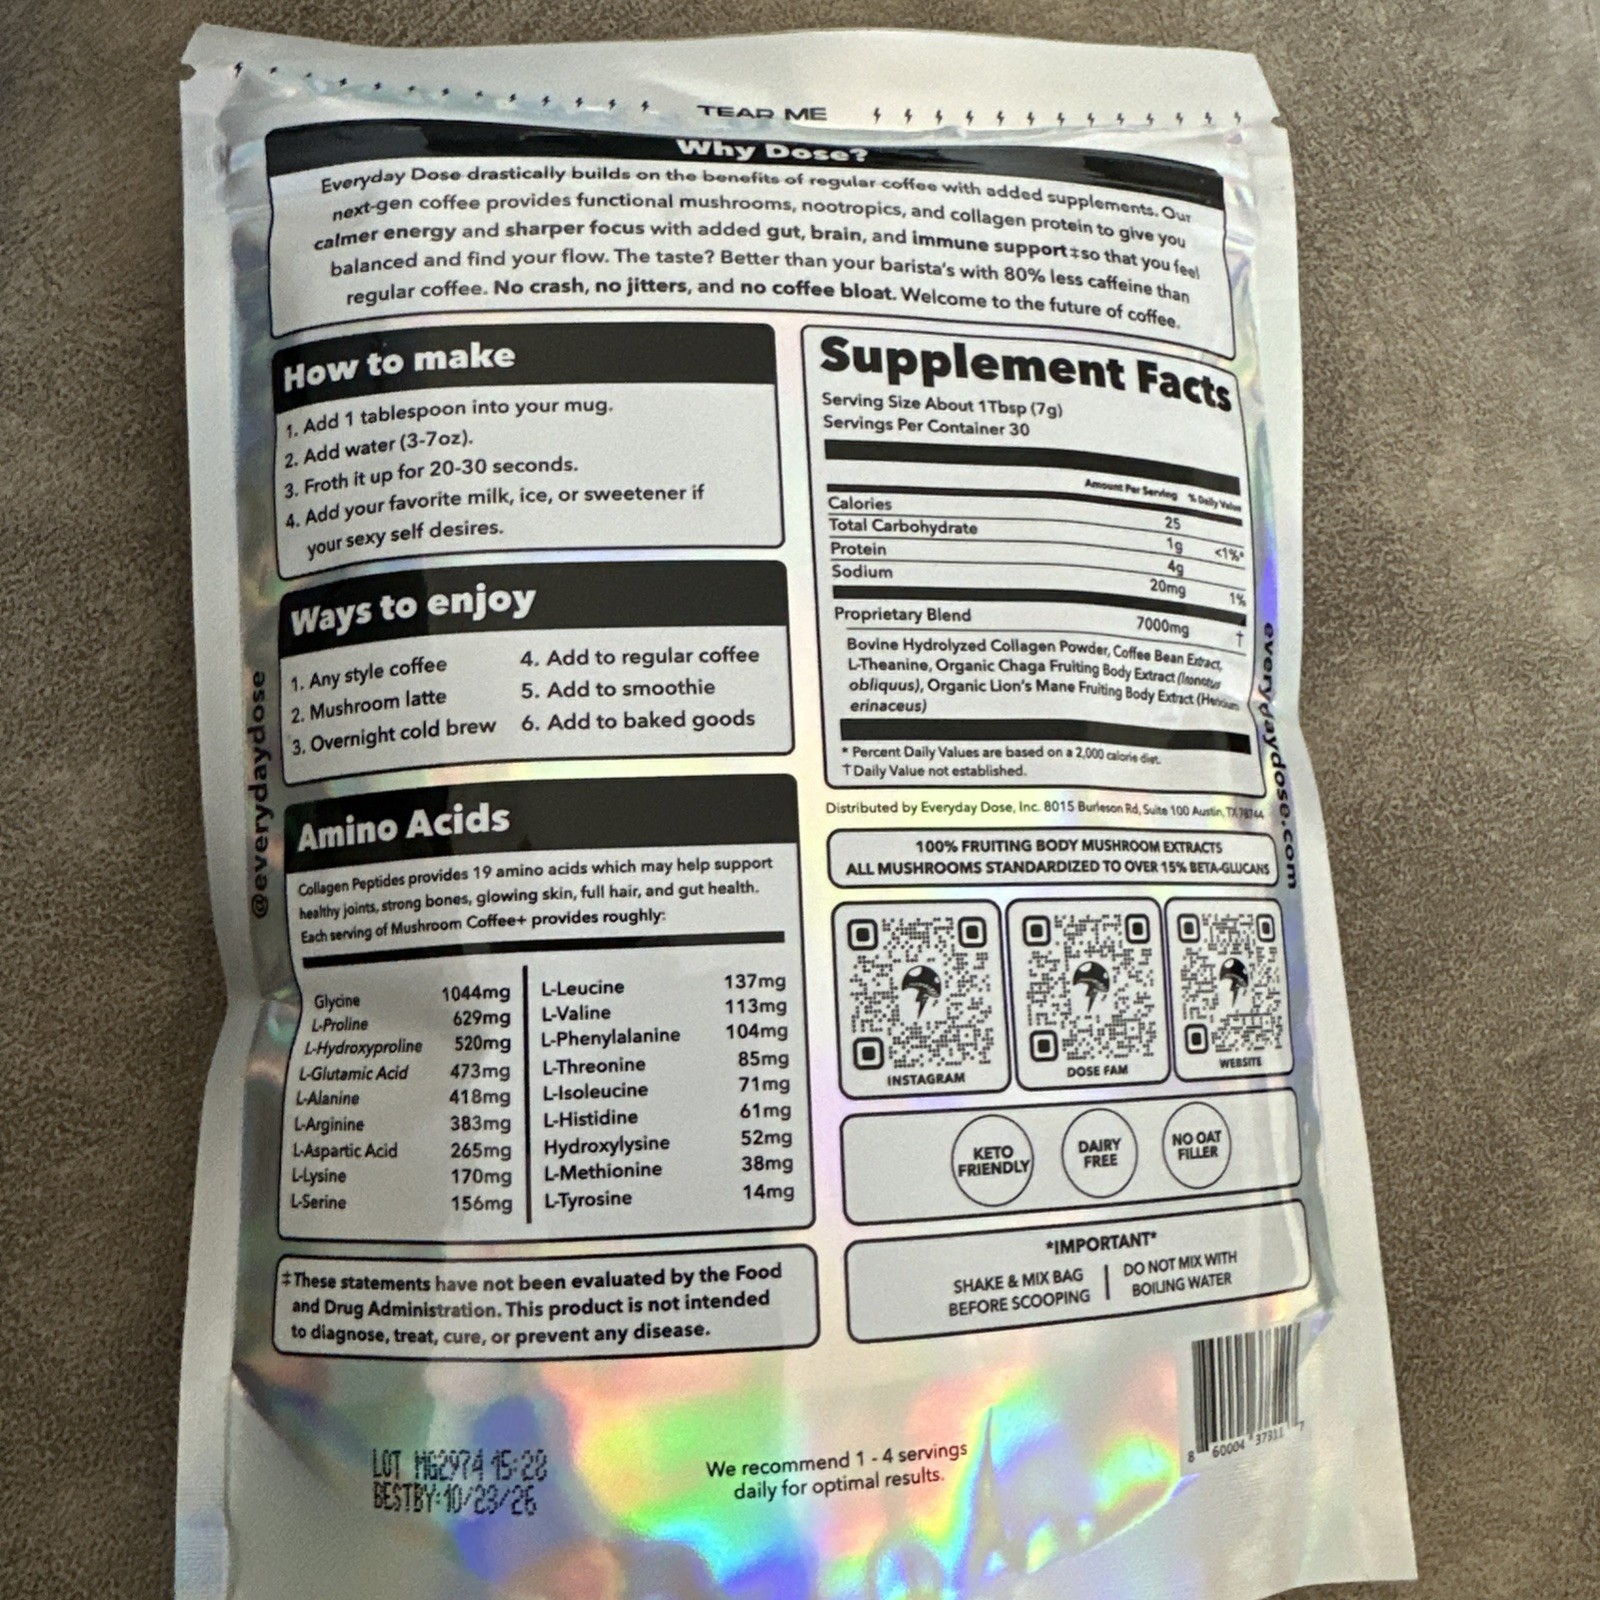 TEAR ME
Why Dose?
Everyday Dose drastically builds on the benefits of regular coffee with added supplements. Our
next-gen coffee provides functional mushrooms, nootropics, and collagen protein to give you
calmer energy and sharper focus with added gut, brain, and immune support‡so that you feel
balanced and find your flow. The taste? Better than your barista's with 80% less caffeine than
regular coffee. No crash, no jitters, and no coffee bloat. Welcome to the future of coffee.
How to make
1. Add 1 tablespoon into your mug.
2. Add water (3-7oz).
3. Froth it up for 20-30 seconds.
4. Add your favorite milk, ice, or sweetener if
your sexy self desires.
Ways to enjoy
1. Any style coffee
2. Mushroom latte
3. Overnight cold brew
4. Add to regular coffee
5. Add to smoothie
6. Add to baked goods
@everydaydose
Amino Acids
Collagen Peptides provides 19 amino acids which may help support
healthy joints, strong bones, glowing skin, full hair, and gut health.
Each serving of Mushroom Coffee+ provides roughly:
Glycine 1044mg
L-Proline 629mg
L-Hydroxyproline 520mg
L-Glutamic Acid 473mg
L-Alanine 418mg
L-Arginine 383mg
L-Aspartic Acid 265mg
L-Lysine 170mg
L-Serine 156mg
L-Leucine 137mg
L-Valine 113mg
L-Phenylalanine 104mg
L-Threonine 85mg
L-Isoleucine 71mg
L-Histidine 61mg
Hydroxylysine 52mg
L-Methionine 38mg
L-Tyrosine 14mg
‡These statements have not been evaluated by the Food
and Drug Administration. This product is not intended
to diagnose, treat, cure, or prevent any disease.
Supplement Facts
Serving Size About 1Tbsp (7g)
Servings Per Container 30
Amount Per Serving % Daily Value
Calories 25
Total Carbohydrate 1g <1%*
Protein 4g
Sodium 20mg 1%
Proprietary Blend 7000mg †
Bovine Hydrolyzed Collagen Powder, Coffee Bean Extract,
L-Theanine, Organic Chaga Fruiting Body Extract (Inonotus
obliquus), Organic Lion's Mane Fruiting Body Extract (Hericium
erinaceus)
* Percent Daily Values are based on a 2,000 calorie diet.
†Daily Value not established.
everydaydose.com
Distributed by Everyday Dose, Inc. 8015 Burleson Rd, Suite 100 Austin, TX 78744
100% FRUITING BODY MUSHROOM EXTRACTS
ALL MUSHROOMS STANDARDIZED TO OVER 15% BETA-GLUCANS
INSTAGRAM
DOSE FAM
WEBSITE
KETO
FRIENDLY
DAIRY
FREE
NO OAT
FILLER
*IMPORTANT*
SHAKE & MIX BAG
BEFORE SCOOPING
DO NOT MIX WITH
BOILING WATER
LOT MG2974 15:28
BESTBY:10/23/26
We recommend 1 - 4 servings
daily for optimal results.
8 60004 37311 7